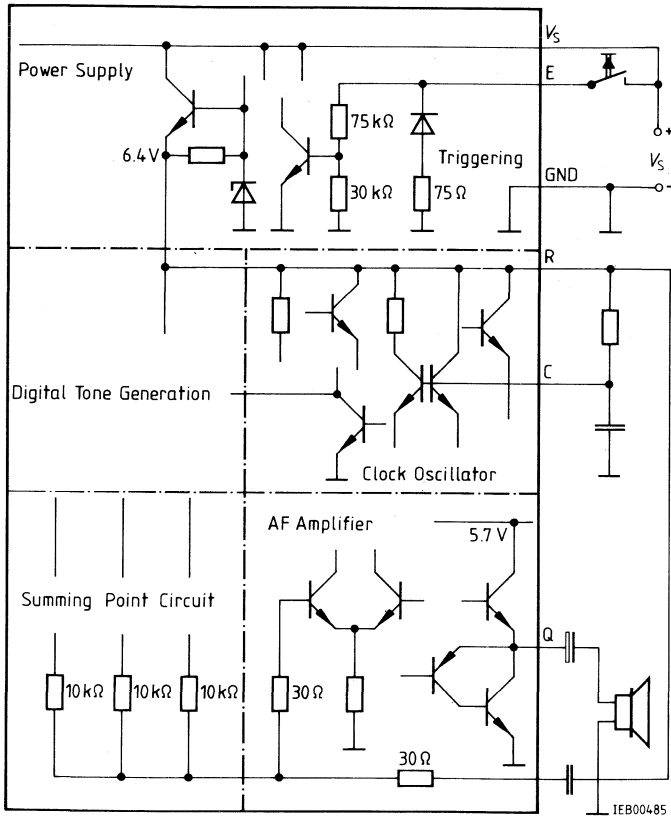 V_S
Power Supply
E
75 kΩ
6.4 V
Triggering
+
V_S
GND
-
30 kΩ
75 Ω
R
Digital Tone Generation
C
Clock Oscillator
AF Amplifier
5.7 V
Summing Point Circuit
Q
10 kΩ
10 kΩ
10 kΩ
30 Ω
30 Ω
IEB00485